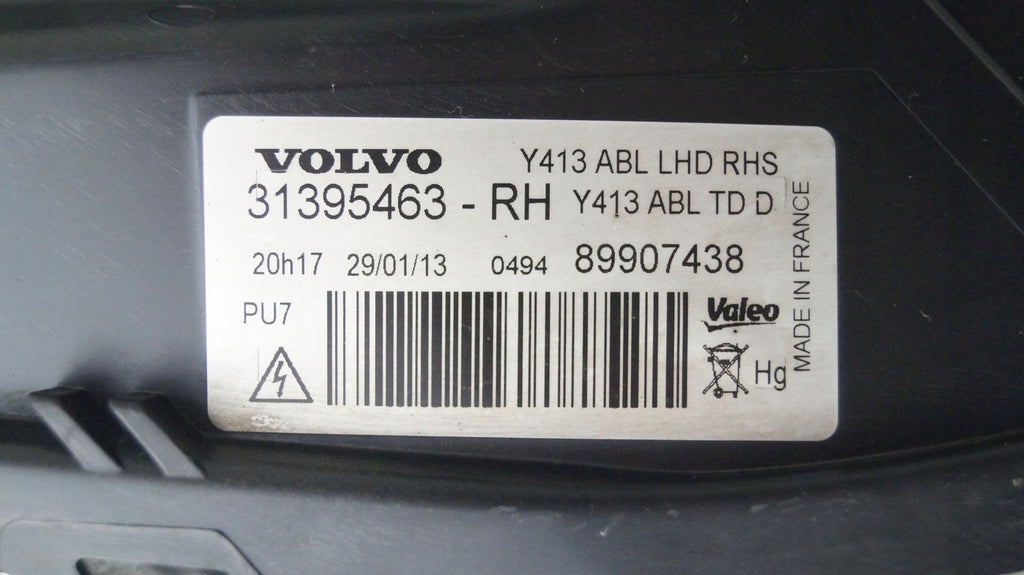 VOLVO Y413 ABL LHD RHS
31395463 - RH Y413 ABL TD D
20h17 29/01/13 0494 89907438
PU7
Valeo
Hg
MADE IN FRANCE